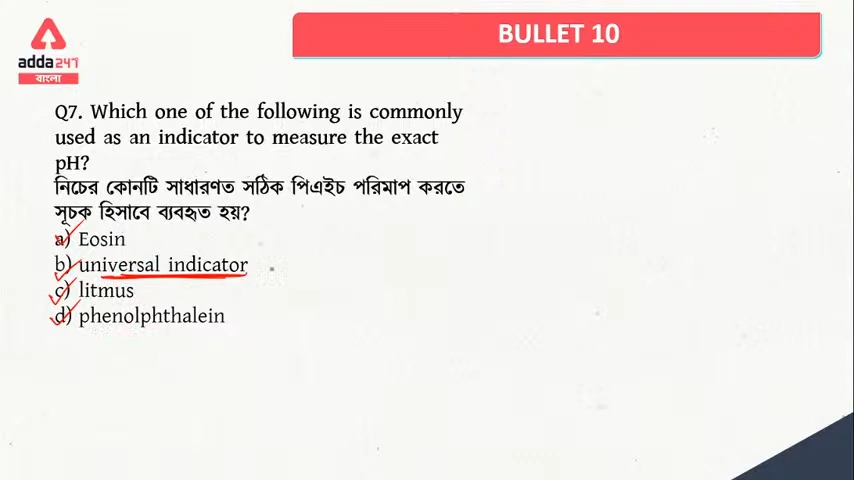 BULLET 10
adda247
বাংলা
Q7. Which one of the following is commonly
used as an indicator to measure the exact
pH?
নিচের কোনটি সাধারণত সঠিক পিএইচ পরিমাপ করতে
সূচক হিসাবে ব্যবহৃত হয়?
a) Eosin
b) universal indicator
c) litmus
d) phenolphthalein